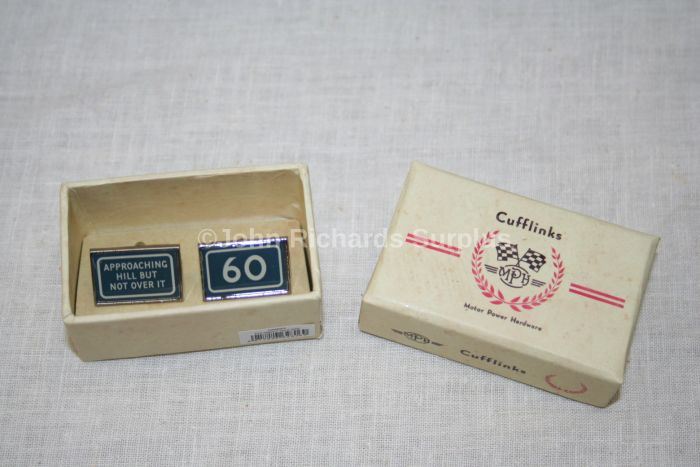 ©John Richards Surplus
APPROACHING
HILL BUT
NOT OVER IT
60
Cufflinks
MPH
Motor Power Hardware
MPH
Cufflinks